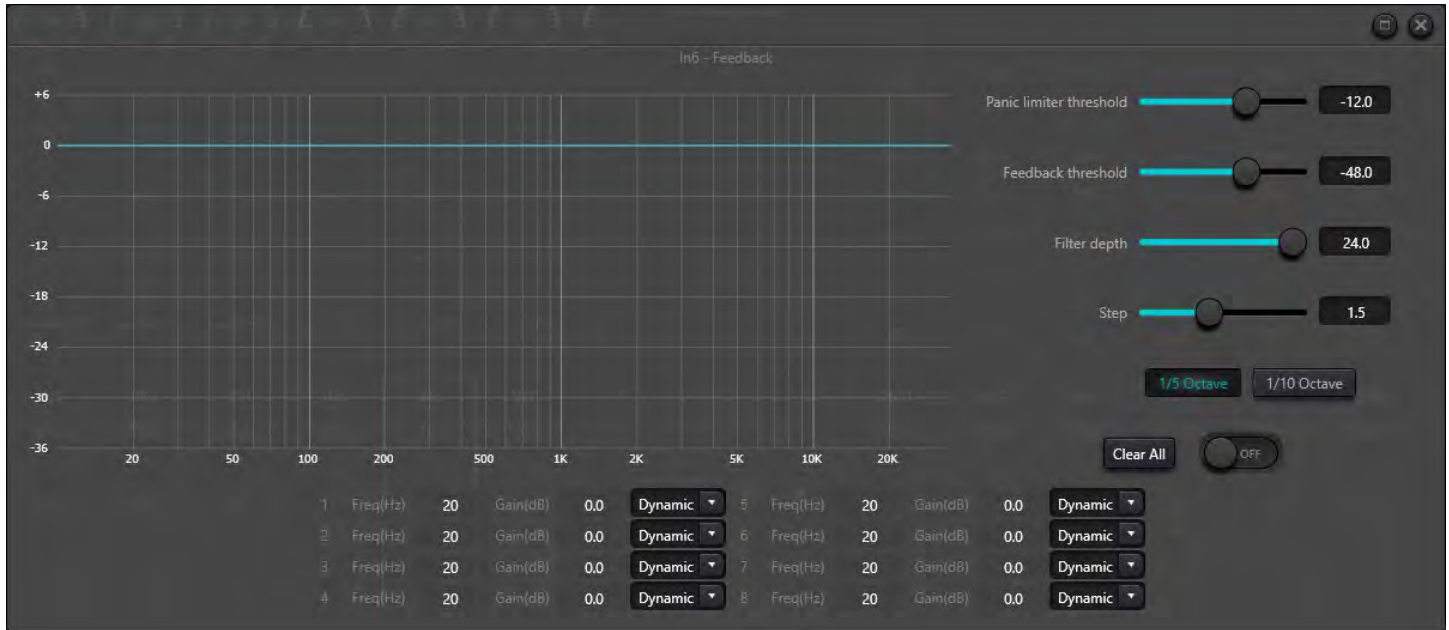 In6 - Feedback
+6
0
-6
-12
-18
-24
-30
-36
20 50 100 200 500 1K 2K 5K 10K 20K
Panic limiter threshold -12.0
Feedback threshold -48.0
Filter depth 24.0
Step 1.5
1/5 Octave 1/10 Octave
Clear All OFF
1 Freq(Hz) 20 Gain(dB) 0.0 Dynamic 5 Freq(Hz) 20 Gain(dB) 0.0 Dynamic
2 Freq(Hz) 20 Gain(dB) 0.0 Dynamic 6 Freq(Hz) 20 Gain(dB) 0.0 Dynamic
3 Freq(Hz) 20 Gain(dB) 0.0 Dynamic 7 Freq(Hz) 20 Gain(dB) 0.0 Dynamic
4 Freq(Hz) 20 Gain(dB) 0.0 Dynamic 8 Freq(Hz) 20 Gain(dB) 0.0 Dynamic